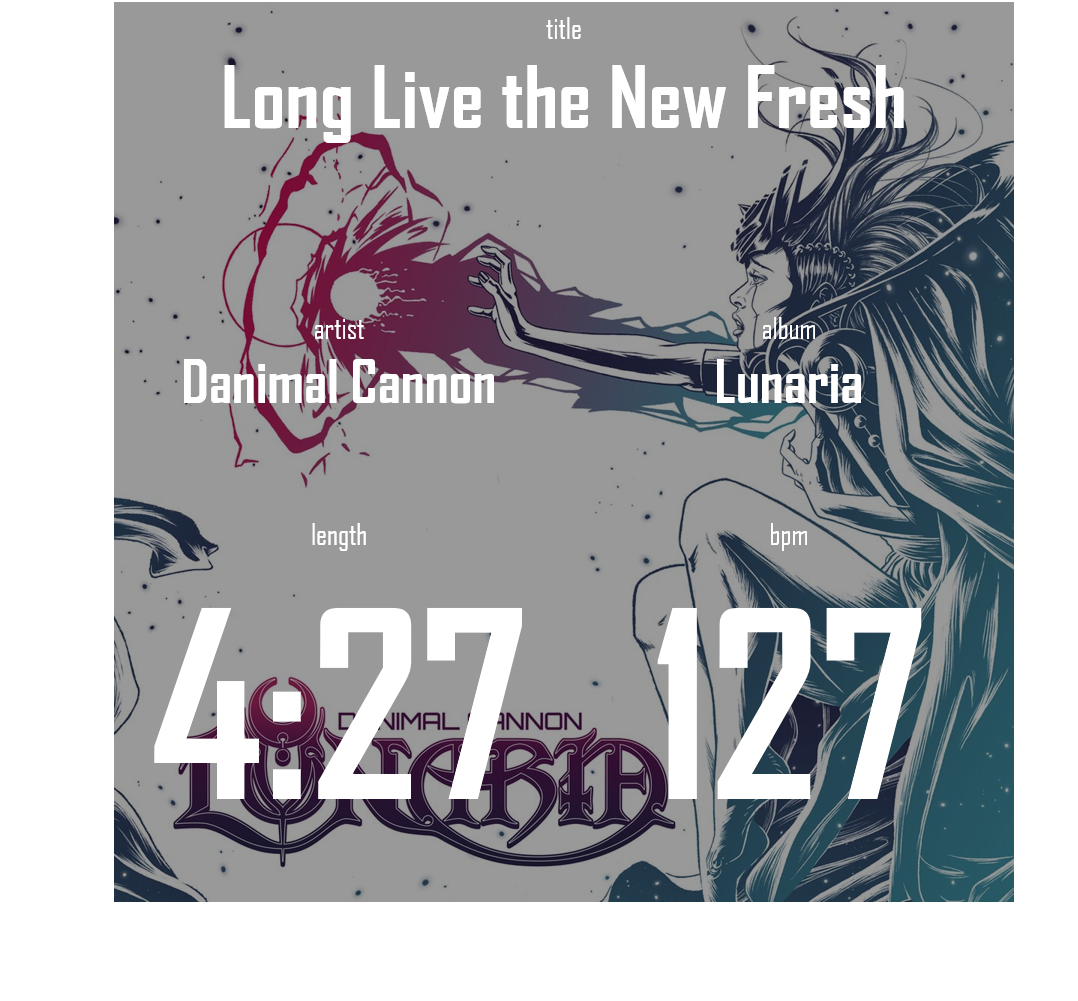 title
Long Live the New Fresh
artist
Danimal Cannon
album
Lunaria
length
4:27
bpm
127
DANIMAL CANNON
LUNARIA